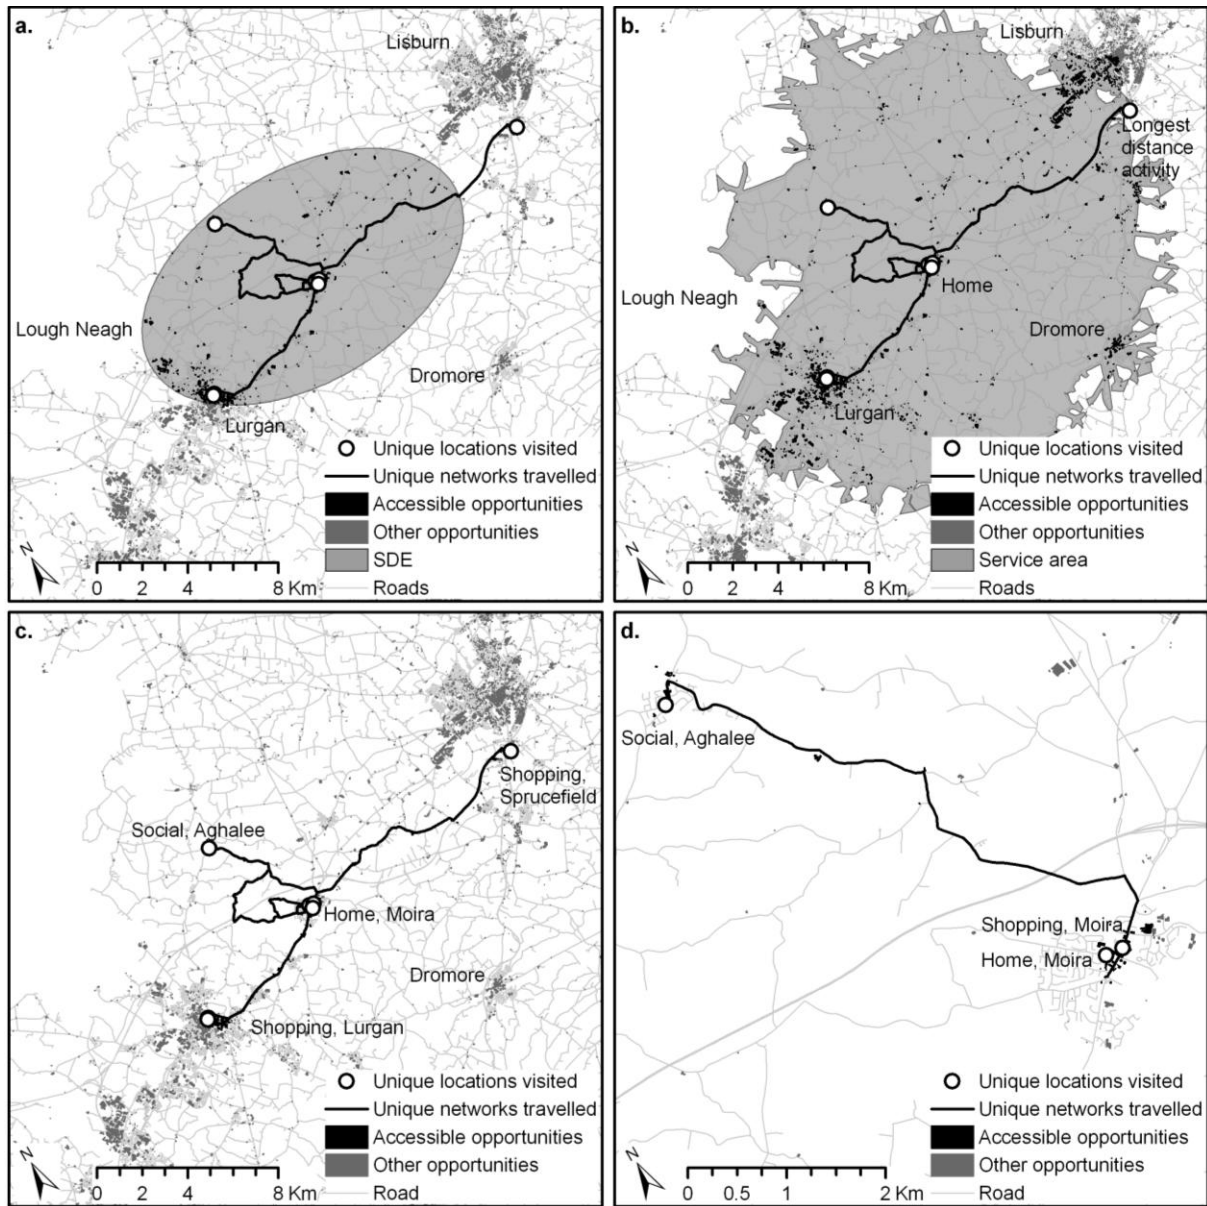 a.
Lisburn
Lough Neagh
Dromore
Lurgan
Unique locations visited
Unique networks travelled
Accessible opportunities
Other opportunities
SDE
Roads
N
0 2 4 8 Km
b.
Lisburn
Longest
distance
activity
Home
Lough Neagh
Dromore
Lurgan
Unique locations visited
Unique networks travelled
Accessible opportunities
Other opportunities
Service area
Roads
N
0 2 4 8 Km
c.
Shopping,
Sprucefield
Social, Aghalee
Home, Moira
Dromore
Shopping, Lurgan
Unique locations visited
Unique networks travelled
Accessible opportunities
Other opportunities
Road
N
0 2 4 8 Km
d.
Social, Aghalee
Shopping, Moira
Home, Moira
Unique locations visited
Unique networks travelled
Accessible opportunities
Other opportunities
Road
N
0 0.5 1 2 Km